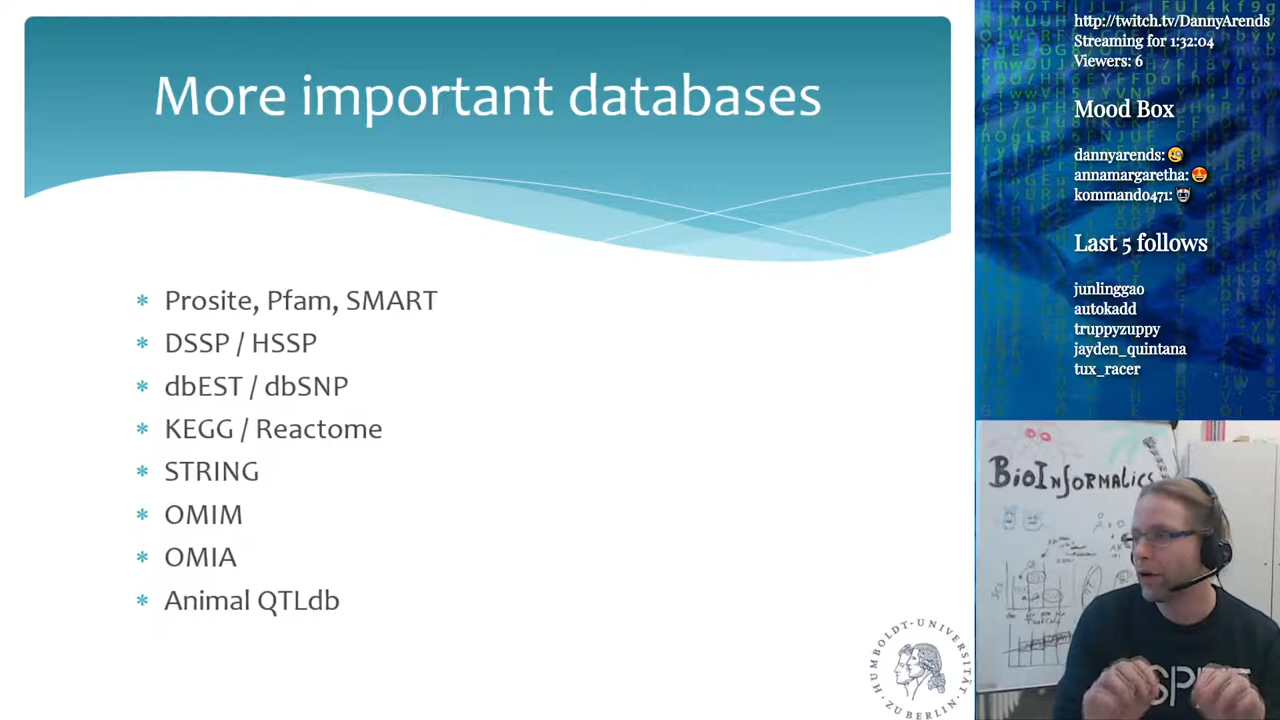 More important databases
* Prosite, Pfam, SMART
* DSSP / HSSP
* dbEST / dbSNP
* KEGG / Reactome
* STRING
* OMIM
* OMIA
* Animal QTLdb
HUMBOLDT-UNIVERSITÄT
ZU BERLIN
http://twitch.tv/DannyArends
Streaming for 1:32:04
Viewers: 6
Mood Box
dannyarends: 🧐
annamargaretha: 😍
kommando471:
Last 5 follows
junlinggao
autokadd
truppyzuppy
jayden_quintana
tux_racer
BioInformatics